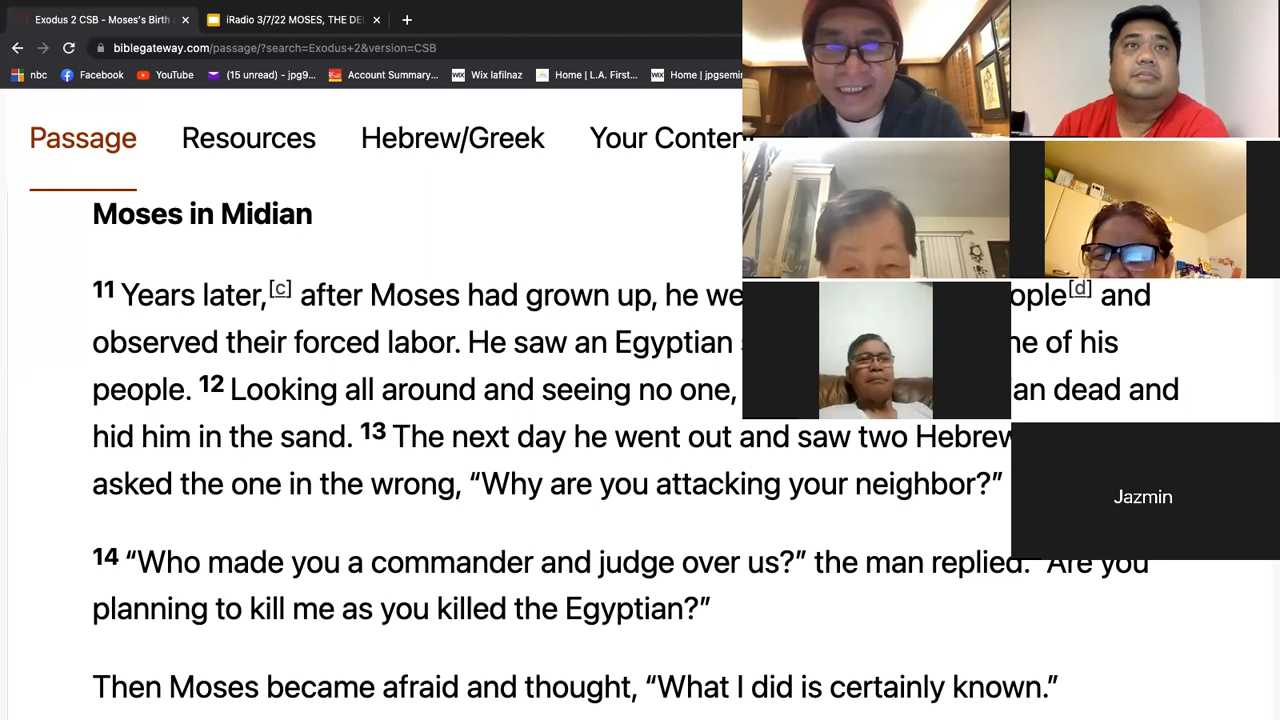 Exodus 2 CSB - Moses's Birth
iRadio 3/7/22 MOSES, THE DEL
biblegateway.com/passage/?search=Exodus+2&version=CSB
nbc Facebook YouTube (15 unread) - jpg9... Account Summary... Wix lafilnaz Home | L.A. First... Home | jpgsemi
Passage Resources Hebrew/Greek Your Conten
Moses in Midian
11 Years later,[c] after Moses had grown up, he we ople[d] and
observed their forced labor. He saw an Egyptian ne of his
people. 12 Looking all around and seeing no one, an dead and
hid him in the sand. 13 The next day he went out and saw two Hebrew
asked the one in the wrong, “Why are you attacking your neighbor?”
Jazmin
14 “Who made you a commander and judge over us?” the man replied. “Are you
planning to kill me as you killed the Egyptian?”
Then Moses became afraid and thought, “What I did is certainly known.”